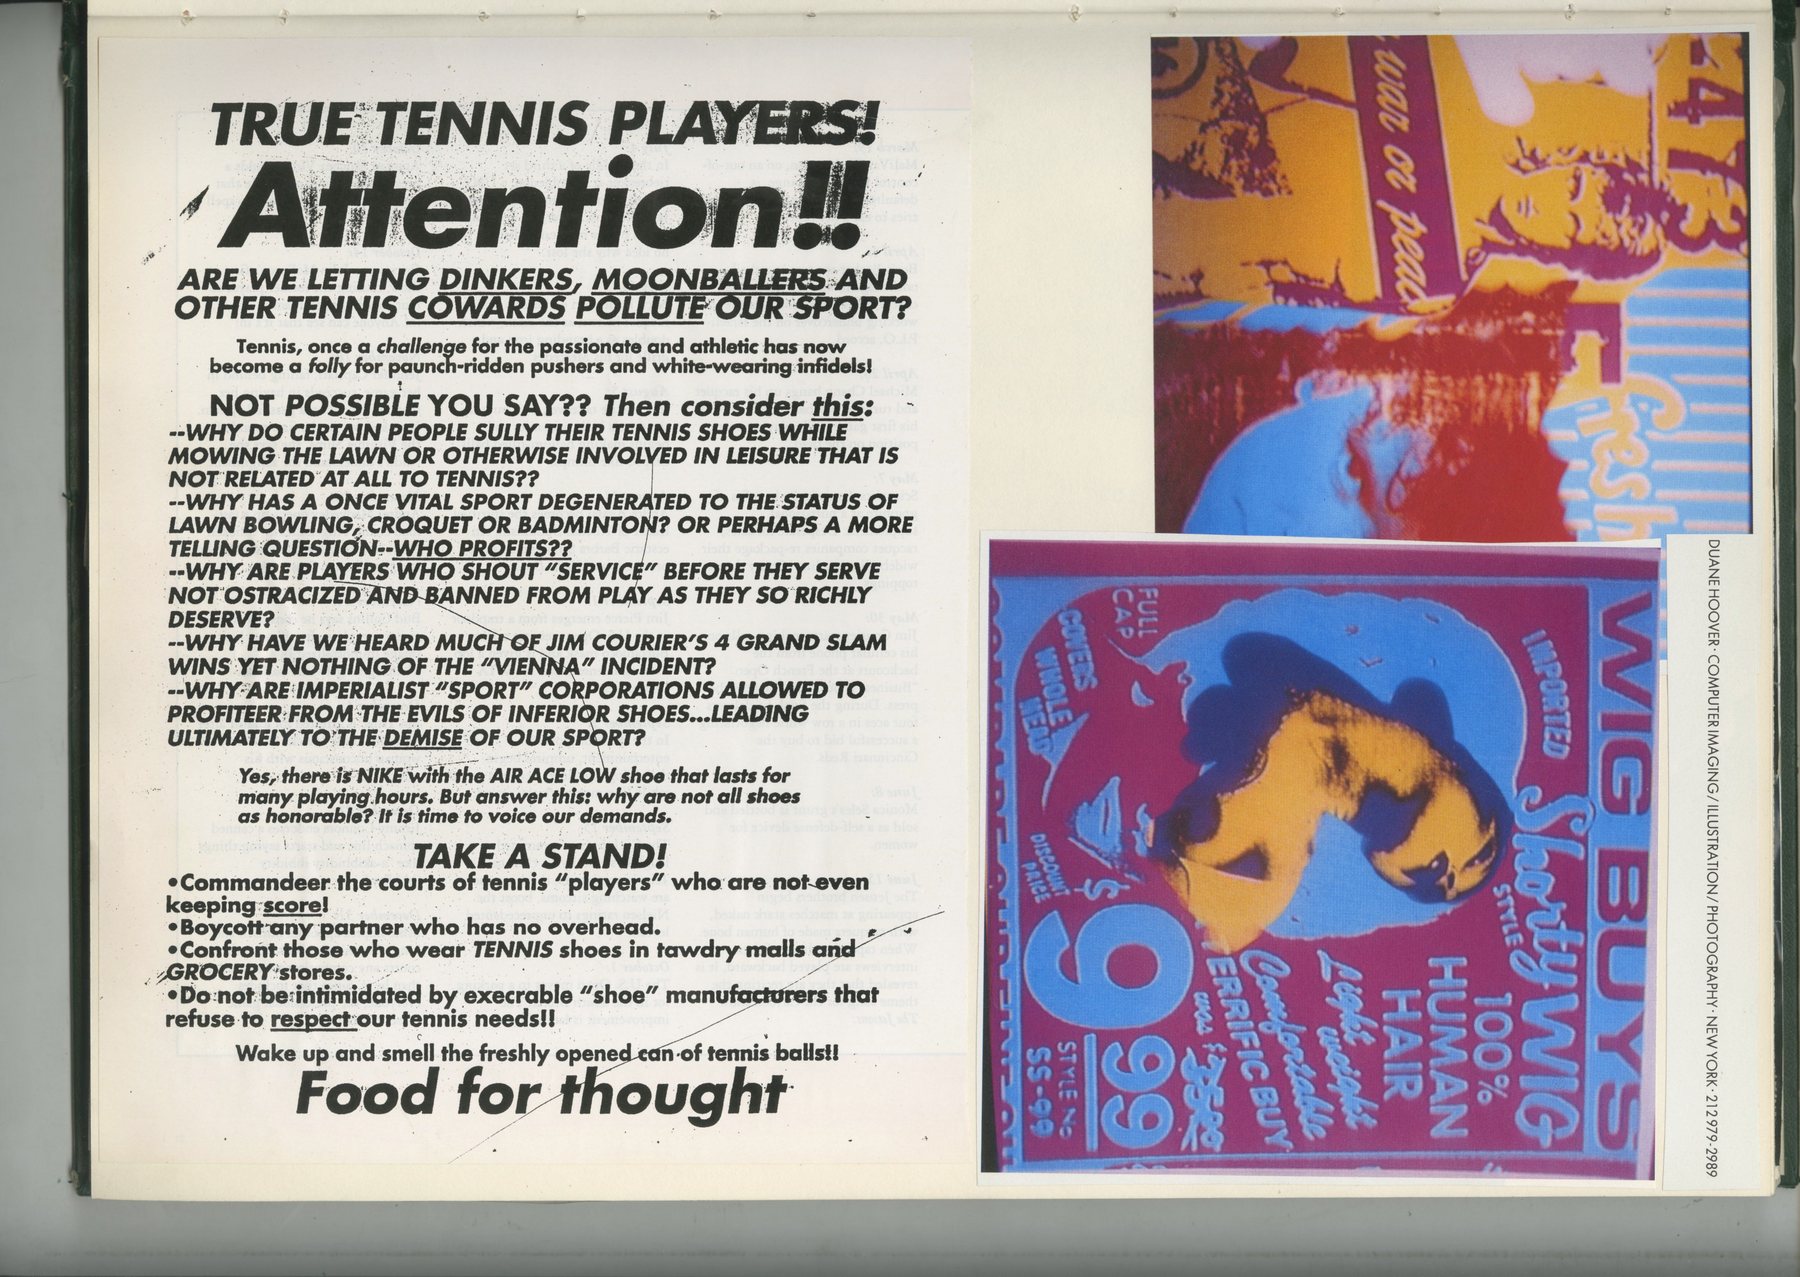 TRUE TENNIS PLAYERS!
Attention!!
ARE WE LETTING DINKERS, MOONBALLERS AND
OTHER TENNIS COWARDS POLLUTE OUR SPORT?
Tennis, once a challenge for the passionate and athletic has now
become a folly for paunch-ridden pushers and white-wearing infidels!
NOT POSSIBLE YOU SAY?? Then consider this:
--WHY DO CERTAIN PEOPLE SULLY THEIR TENNIS SHOES WHILE
MOWING THE LAWN OR OTHERWISE INVOLVED IN LEISURE THAT IS
NOT RELATED AT ALL TO TENNIS??
--WHY HAS A ONCE VITAL SPORT DEGENERATED TO THE STATUS OF
LAWN BOWLING, CROQUET OR BADMINTON? OR PERHAPS A MORE
TELLING QUESTION--WHO PROFITS??
--WHY ARE PLAYERS WHO SHOUT "SERVICE" BEFORE THEY SERVE
NOT OSTRACIZED AND BANNED FROM PLAY AS THEY SO RICHLY
DESERVE?
--WHY HAVE WE HEARD MUCH OF JIM COURIER'S 4 GRAND SLAM
WINS YET NOTHING OF THE "VIENNA" INCIDENT?
--WHY ARE IMPERIALIST "SPORT" CORPORATIONS ALLOWED TO
PROFITEER FROM THE EVILS OF INFERIOR SHOES...LEADING
ULTIMATELY TO THE DEMISE OF OUR SPORT?
Yes, there is NIKE with the AIR ACE LOW shoe that lasts for
many playing hours. But answer this: why are not all shoes
as honorable? It is time to voice our demands.
TAKE A STAND!
•Commandeer the courts of tennis "players" who are not even
keeping score!
•Boycott any partner who has no overhead.
•Confront those who wear TENNIS shoes in tawdry malls and
GROCERY stores.
•Do not be intimidated by execrable "shoe" manufacturers that
refuse to respect our tennis needs!!
Wake up and smell the freshly opened can of tennis balls!!
Food for thought
war or peace
Fresh
WIG BUYS
IMPORTED
Shorty WIG
STYLE
100%
HUMAN
HAIR
Light weight
Comfortable
TERRIFIC BUY
was
FULL
CAP
COVERS
WHOLE
HEAD
DISCOUNT
PRICE
$9.99
STYLE NO
SS-99
DUANE HOOVER · COMPUTER IMAGING / ILLUSTRATION / PHOTOGRAPHY · NEW YORK · 212 979-2989